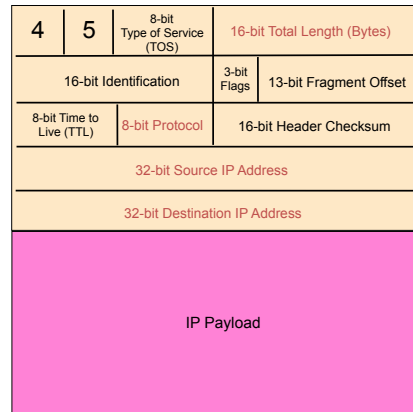 4
5
8-bit
Type of Service
(TOS)
16-bit Total Length (Bytes)
16-bit Identification
3-bit
Flags
13-bit Fragment Offset
8-bit Time to
Live (TTL)
8-bit Protocol
16-bit Header Checksum
32-bit Source IP Address
32-bit Destination IP Address
IP Payload